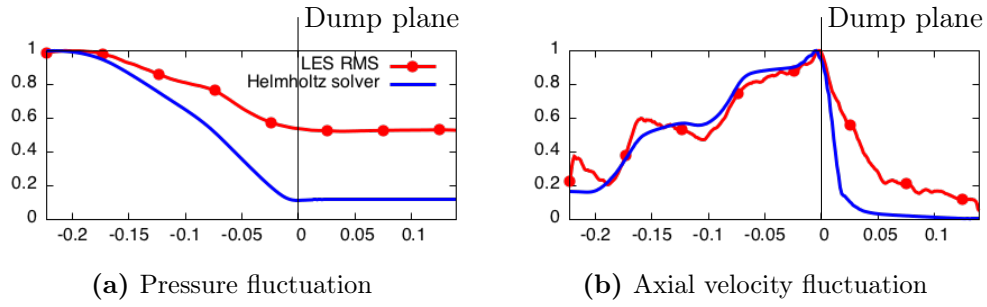 Dump plane
Dump plane
1
0.8
0.6
0.4
0.2
0
LES RMS
Helmholtz solver
-0.2 -0.15 -0.1 -0.05 0 0.05 0.1
1
0.8
0.6
0.4
0.2
0
-0.2 -0.15 -0.1 -0.05 0 0.05 0.1
(a) Pressure fluctuation
(b) Axial velocity fluctuation